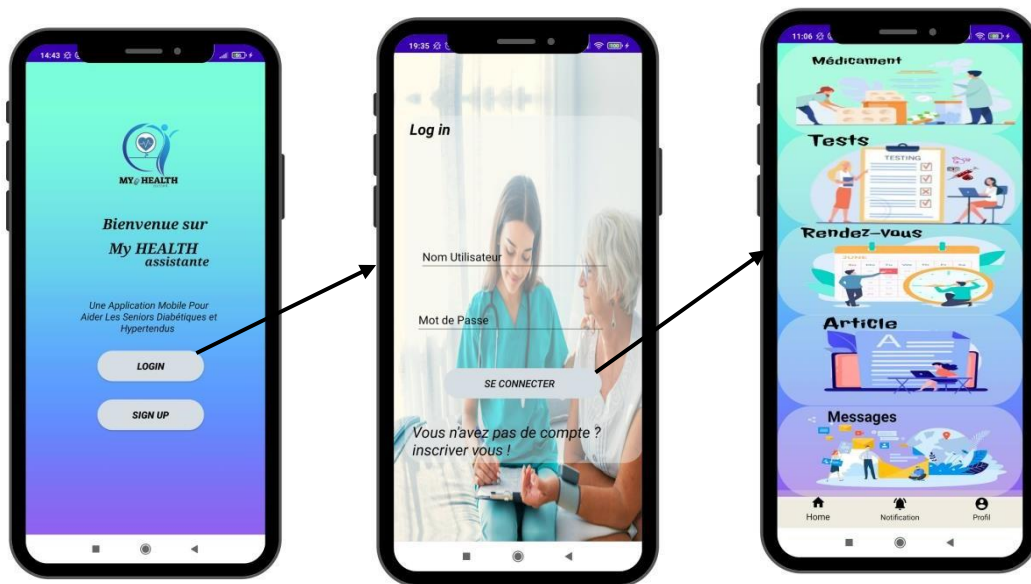 14:43
MY HEALTH
Bienvenue sur
My HEALTH
assistante
Une Application Mobile Pour
Aider Les Seniors Diabétiques et
Hypertendus
LOGIN
SIGN UP
19:35
Log in
Nom Utilisateur
Mot de Passe
SE CONNECTER
Vous n'avez pas de compte ?
inscriver vous !
11:06
Médicament
Tests
TESTING
Rendez-vous
JUNE
Article
A
Messages
Home Notification Profil